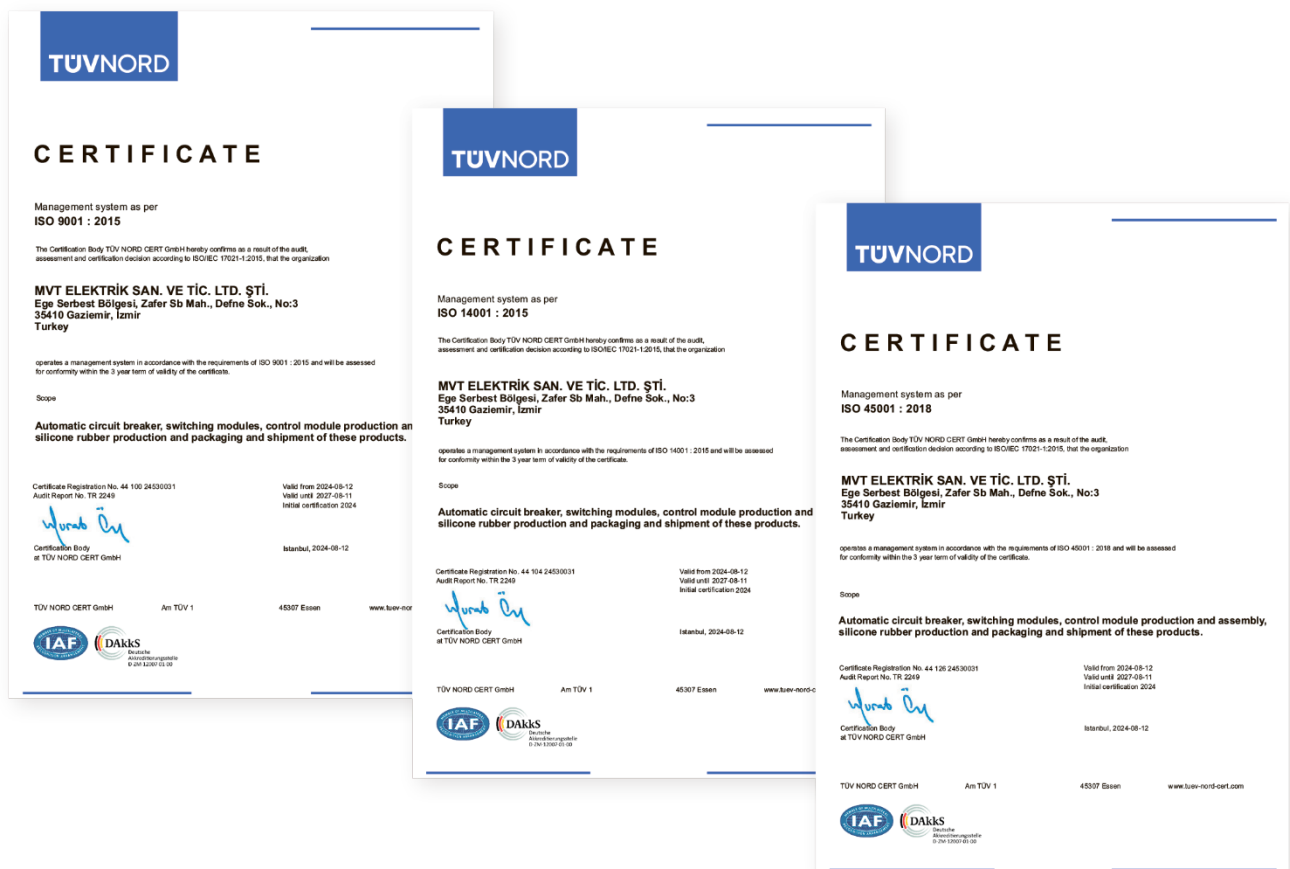 TÜVNORD
CERTIFICATE
Management system as per
ISO 9001 : 2015
The Certification Body TÜV NORD CERT GmbH hereby confirms as a result of the audit,
assessment and certification decision according to ISO/IEC 17021-1:2015, that the organization
MVT ELEKTRİK SAN. VE TİC. LTD. ŞTİ.
Ege Serbest Bölgesi, Zafer Sb Mah., Defne Sok., No:3
35410 Gaziemir, İzmir
Turkey
operates a management system in accordance with the requirements of ISO 9001 : 2015 and will be assessed
for conformity within the 3 year term of validity of the certificate.
Scope
Automatic circuit breaker, switching modules, control module production an
silicone rubber production and packaging and shipment of these products.
Certificate Registration No. 44 100 24530031
Audit Report No. TR 2249
Valid from 2024-08-12
Valid until 2027-08-11
Initial certification 2024
Certification Body
at TÜV NORD CERT GmbH
Istanbul, 2024-08-12
TÜV NORD CERT GmbH Am TÜV 1 45307 Essen www.tuev-nor
IAF
DAkkS
Deutsche
Akkreditierungsstelle
D-ZM-12007-01-00
TÜVNORD
CERTIFICATE
Management system as per
ISO 14001 : 2015
The Certification Body TÜV NORD CERT GmbH hereby confirms as a result of the audit,
assessment and certification decision according to ISO/IEC 17021-1:2015, that the organization
MVT ELEKTRİK SAN. VE TİC. LTD. ŞTİ.
Ege Serbest Bölgesi, Zafer Sb Mah., Defne Sok., No:3
35410 Gaziemir, İzmir
Turkey
operates a management system in accordance with the requirements of ISO 14001 : 2015 and will be assessed
for conformity within the 3 year term of validity of the certificate.
Scope
Automatic circuit breaker, switching modules, control module production and
silicone rubber production and packaging and shipment of these products.
Certificate Registration No. 44 104 24530031
Audit Report No. TR 2249
Valid from 2024-08-12
Valid until 2027-08-11
Initial certification 2024
Certification Body
at TÜV NORD CERT GmbH
Istanbul, 2024-08-12
TÜV NORD CERT GmbH Am TÜV 1 45307 Essen www.tuev-nord-c
IAF
DAkkS
Deutsche
Akkreditierungsstelle
D-ZM-12007-01-00
TÜVNORD
CERTIFICATE
Management system as per
ISO 45001 : 2018
The Certification Body TÜV NORD CERT GmbH hereby confirms as a result of the audit,
assessment and certification decision according to ISO/IEC 17021-1:2015, that the organization
MVT ELEKTRİK SAN. VE TİC. LTD. ŞTİ.
Ege Serbest Bölgesi, Zafer Sb Mah., Defne Sok., No:3
35410 Gaziemir, İzmir
Turkey
operates a management system in accordance with the requirements of ISO 45001 : 2018 and will be assessed
for conformity within the 3 year term of validity of the certificate.
Scope
Automatic circuit breaker, switching modules, control module production and assembly,
silicone rubber production and packaging and shipment of these products.
Certificate Registration No. 44 126 24530031
Audit Report No. TR 2249
Valid from 2024-08-12
Valid until 2027-08-11
Initial certification 2024
Certification Body
at TÜV NORD CERT GmbH
Istanbul, 2024-08-12
TÜV NORD CERT GmbH Am TÜV 1 45307 Essen www.tuev-nord-cert.com
IAF
DAkkS
Deutsche
Akkreditierungsstelle
D-ZM-12007-01-00